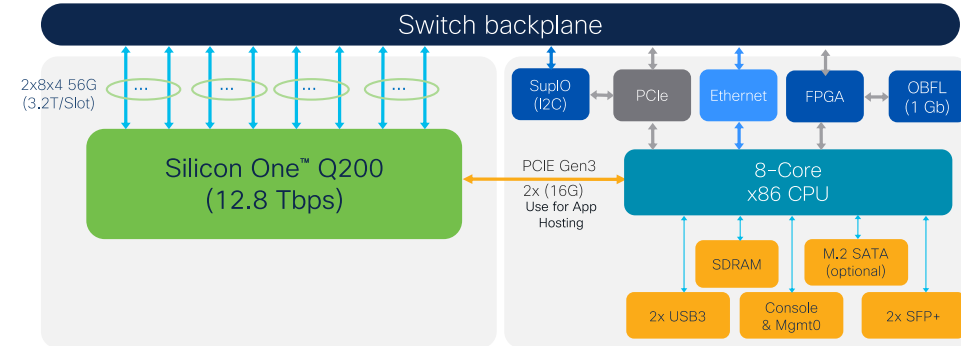 Switch backplane
2x8x4 56G
(3.2T/Slot)
...
...
...
...
SupIO
(I2C)
PCIe
Ethernet
FPGA
OBFL
(1 Gb)
Silicon One™ Q200
(12.8 Tbps)
PCIE Gen3
2x (16G)
Use for App
Hosting
8-Core
x86 CPU
SDRAM
M.2 SATA
(optional)
2x USB3
Console
& Mgmt0
2x SFP+